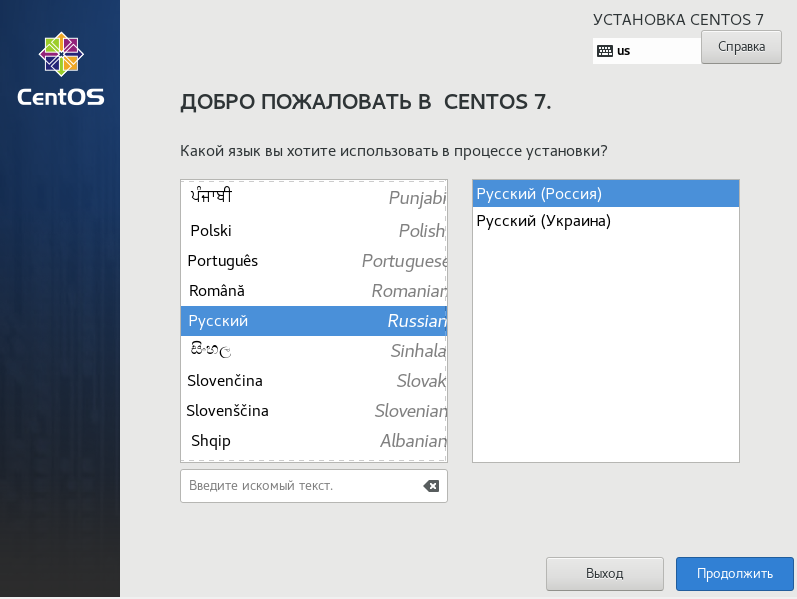 CentOS
УСТАНОВКА CENTOS 7
us
Справка
ДОБРО ПОЖАЛОВАТЬ В CENTOS 7.
Какой язык вы хотите использовать в процессе установки?
ਪੰਜਾਬੀ Punjabi
Polski Polish
Português Portuguese
Română Romanian
Русский Russian
සිංහල Sinhala
Slovenčina Slovak
Slovenščina Slovenian
Shqip Albanian
Русский (Россия)
Русский (Украина)
Введите искомый текст.
Выход
Продолжить